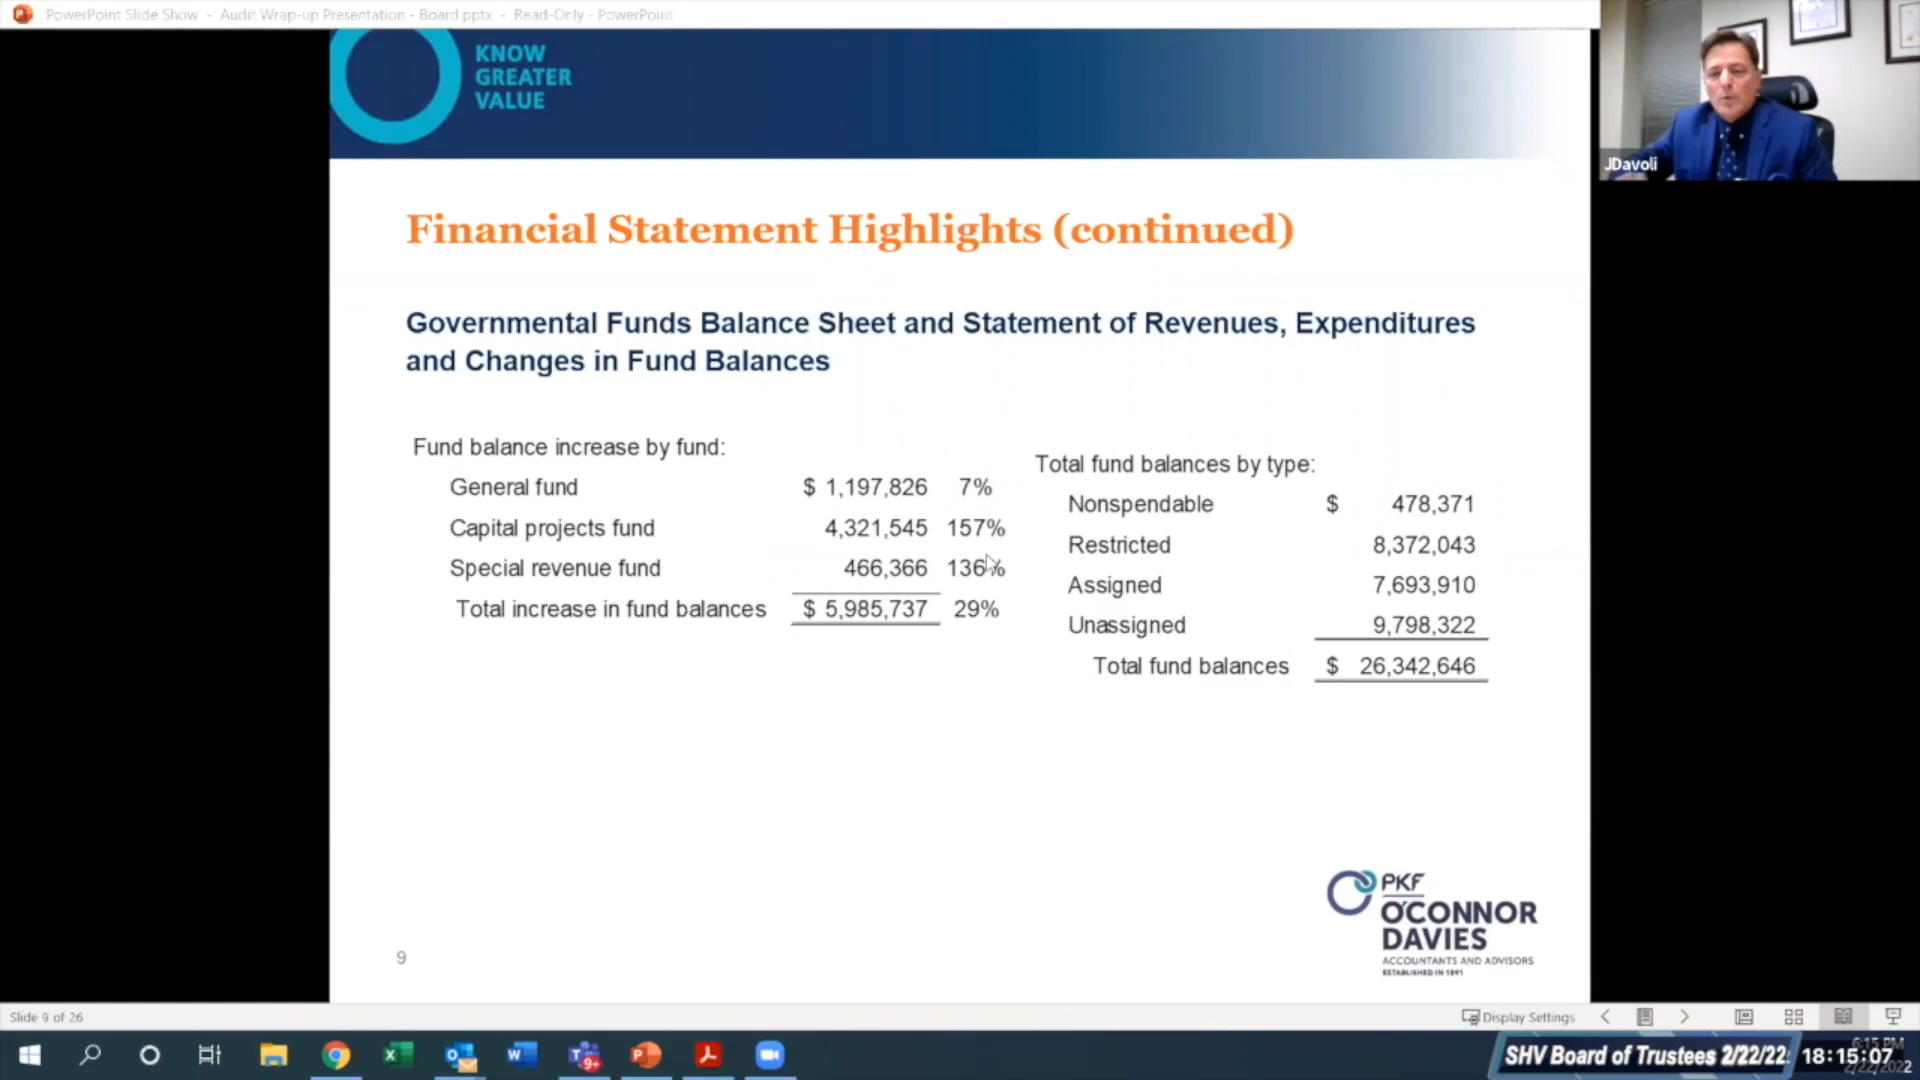 PowerPoint Slide Show - Audit Wrap-up Presentation - Board.pptx - Read-Only - PowerPoint
KNOW
GREATER
VALUE
JDavoli
Financial Statement Highlights (continued)
Governmental Funds Balance Sheet and Statement of Revenues, Expenditures
and Changes in Fund Balances
Fund balance increase by fund:
General fund $ 1,197,826 7%
Capital projects fund 4,321,545 157%
Special revenue fund 466,366 136%
Total increase in fund balances $ 5,985,737 29%
Total fund balances by type:
Nonspendable $ 478,371
Restricted 8,372,043
Assigned 7,693,910
Unassigned 9,798,322
Total fund balances $ 26,342,646
PKF
O'CONNOR
DAVIES
ACCOUNTANTS AND ADVISORS
ESTABLISHED IN 1891
9
Slide 9 of 26
Display Settings
9+
SHV Board of Trustees 2/22/22 18:15:07